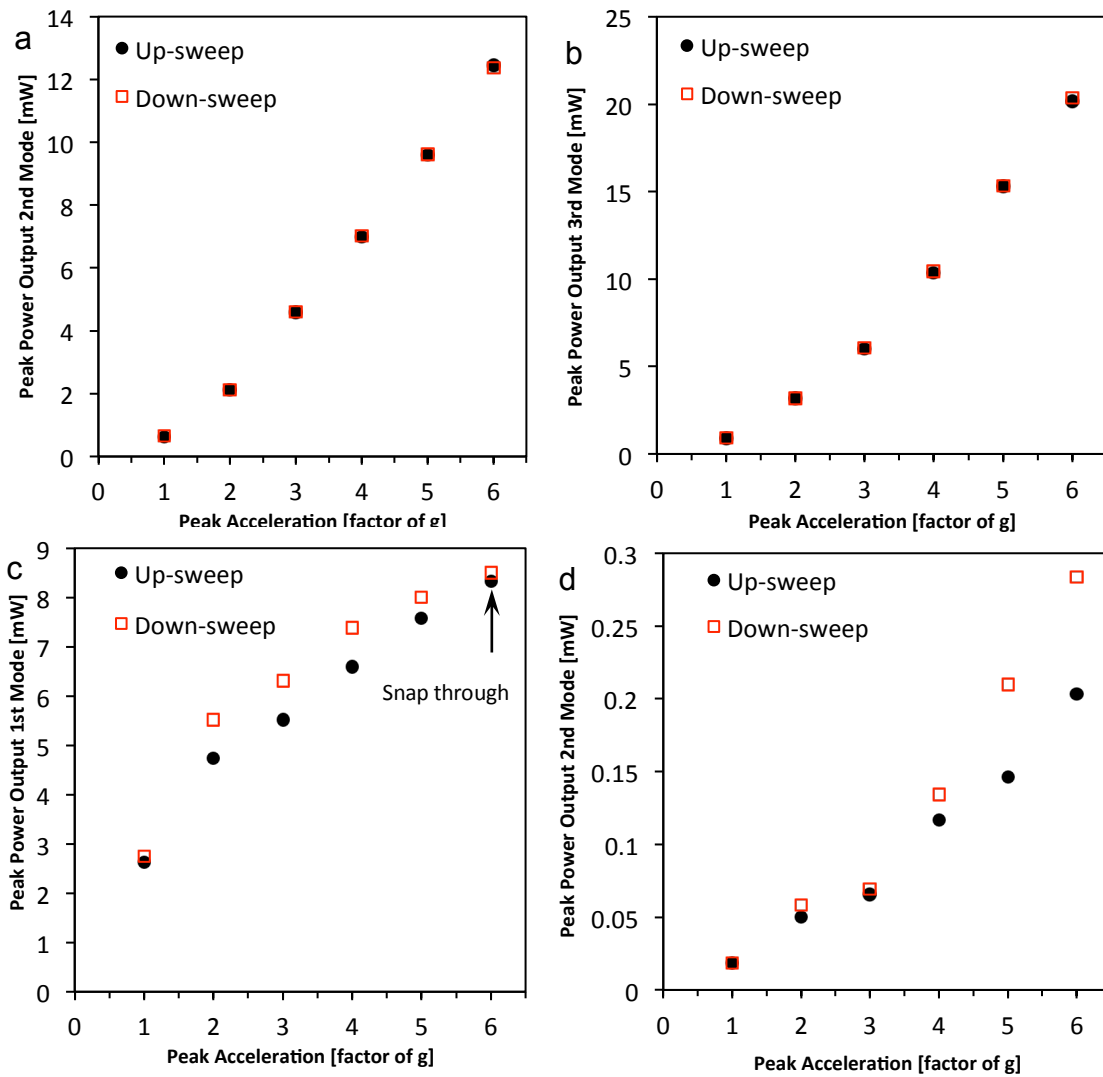 a
Peak Power Output 2nd Mode [mW]
14
12
10
8
6
4
2
0
Up-sweep
Down-sweep
0 1 2 3 4 5 6
Peak Acceleration [factor of g]
b
Peak Power Output 3rd Mode [mW]
25
20
15
10
5
0
Up-sweep
Down-sweep
0 1 2 3 4 5 6
Peak Acceleration [factor of g]
c
Peak Power Output 1st Mode [mW]
9
8
7
6
5
4
3
2
1
0
Up-sweep
Down-sweep
Snap through
0 1 2 3 4 5 6
Peak Acceleration [factor of g]
d
Peak Power Output 2nd Mode [mW]
0.3
0.25
0.2
0.15
0.1
0.05
0
Up-sweep
Down-sweep
0 1 2 3 4 5 6
Peak Acceleration [factor of g]